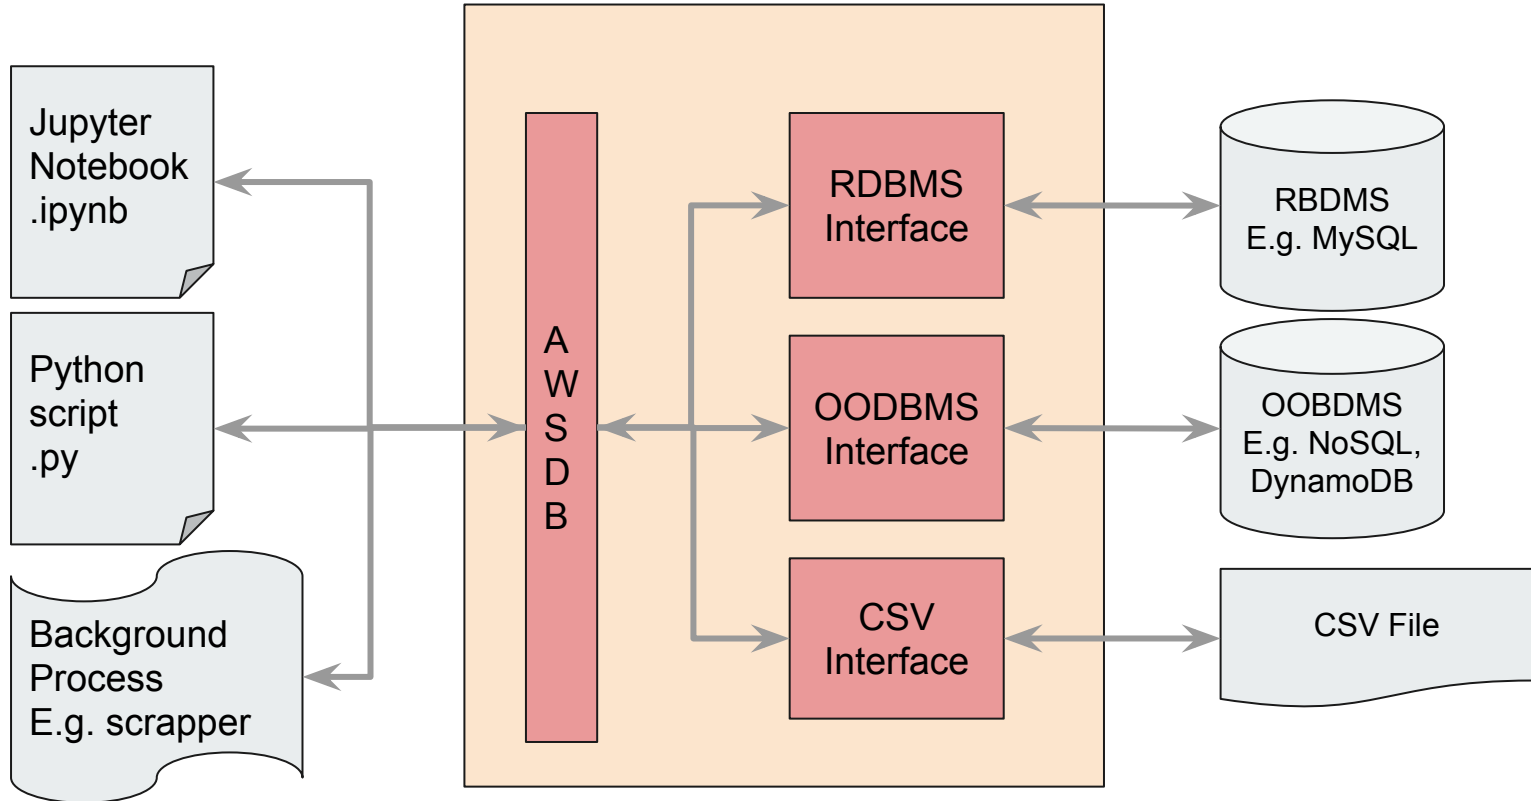 Jupyter
Notebook
.ipynb
Python
script
.py
Background
Process
E.g. scrapper
A
W
S
D
B
RDBMS
Interface
OODBMS
Interface
CSV
Interface
RBDMS
E.g. MySQL
OOBDMS
E.g. NoSQL,
DynamoDB
CSV File